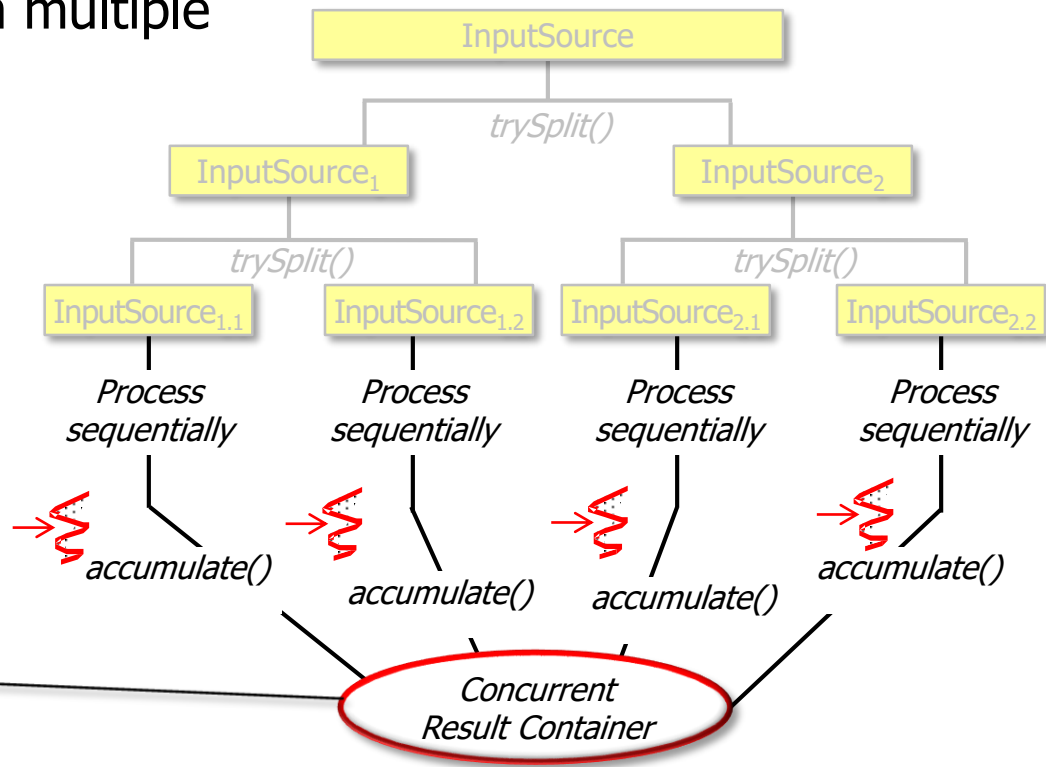 multiple
InputSource
trySplit()
InputSource1 InputSource2
trySplit() trySplit()
InputSource1.1 InputSource1.2 InputSource2.1 InputSource2.2
Process Process Process Process
sequentially sequentially sequentially sequentially
accumulate() accumulate() accumulate() accumulate()
Concurrent
Result Container